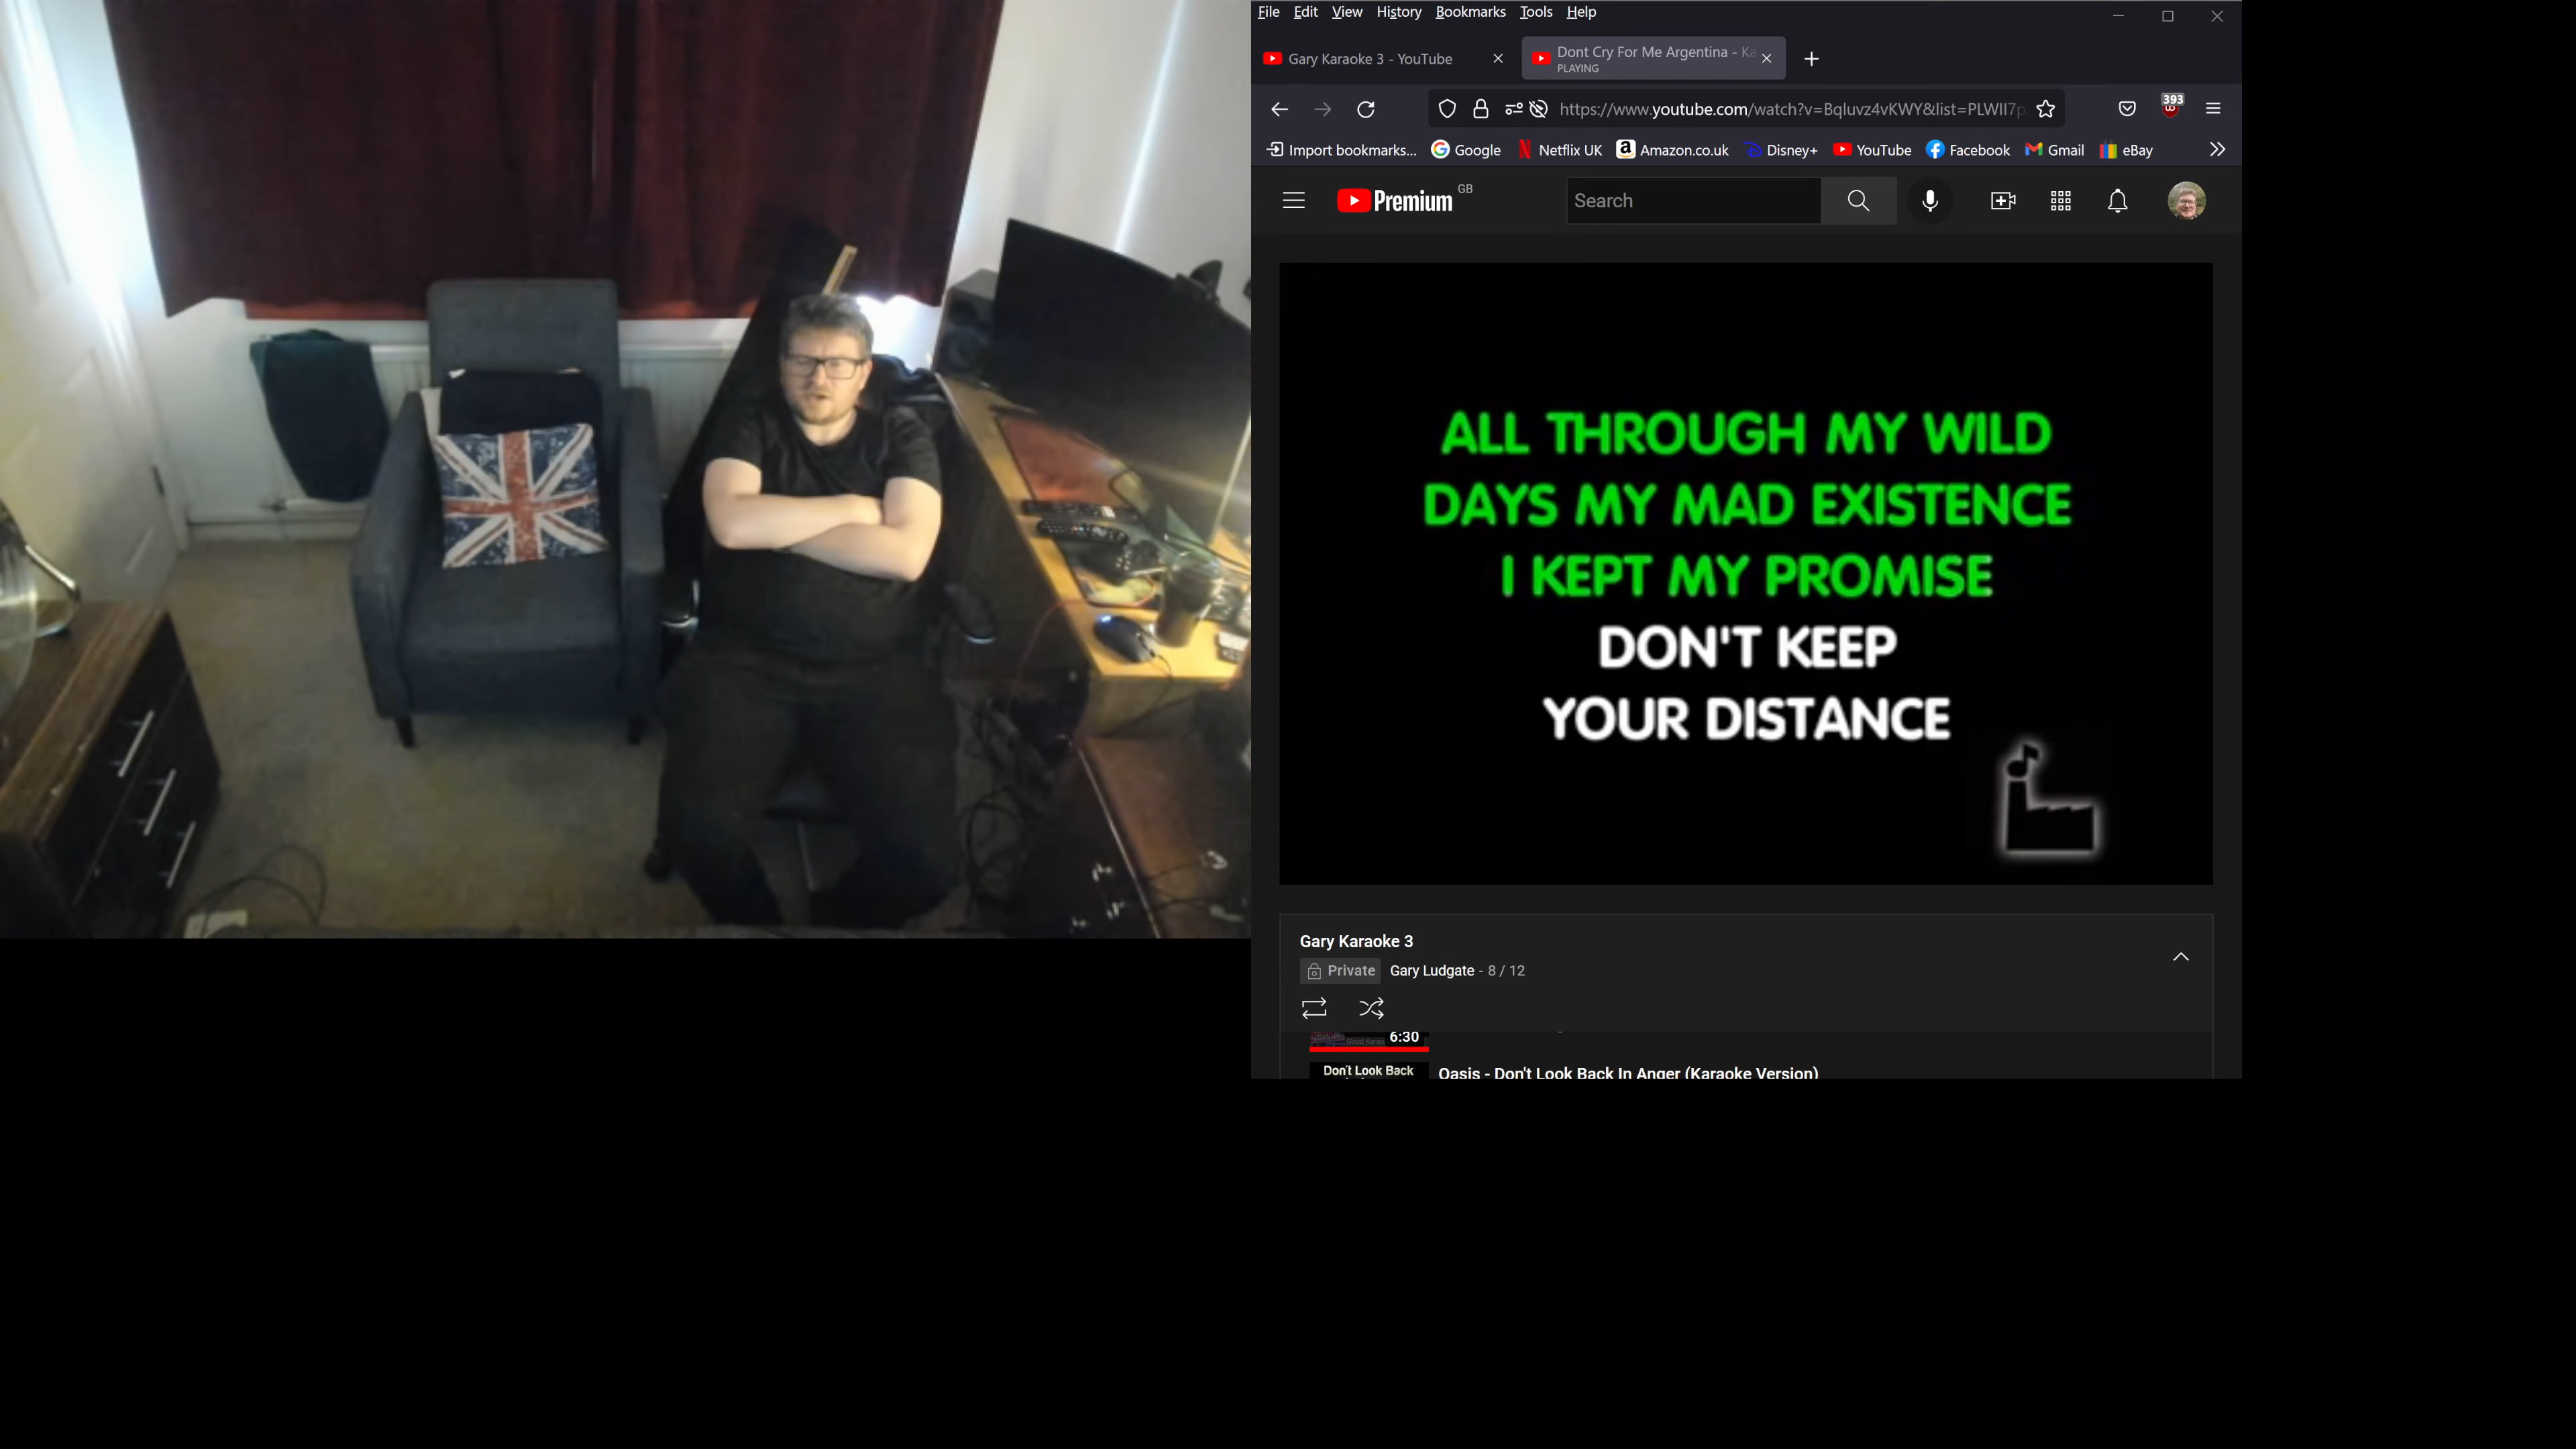 File Edit View History Bookmarks Tools Help
Gary Karaoke 3 - YouTube
Dont Cry For Me Argentina - Ka
PLAYING
https://www.youtube.com/watch?v=Bqluvz4vKWY&list=PLWII7p
393
Import bookmarks... Google Netflix UK Amazon.co.uk Disney+ YouTube Facebook Gmail eBay
Premium GB
Search
ALL THROUGH MY WILD
DAYS MY MAD EXISTENCE
I KEPT MY PROMISE
DON'T KEEP
YOUR DISTANCE
Gary Karaoke 3
Private Gary Ludgate - 8 / 12
6:30
Don't Look Back
Oasis - Don't Look Back In Anger (Karaoke Version)